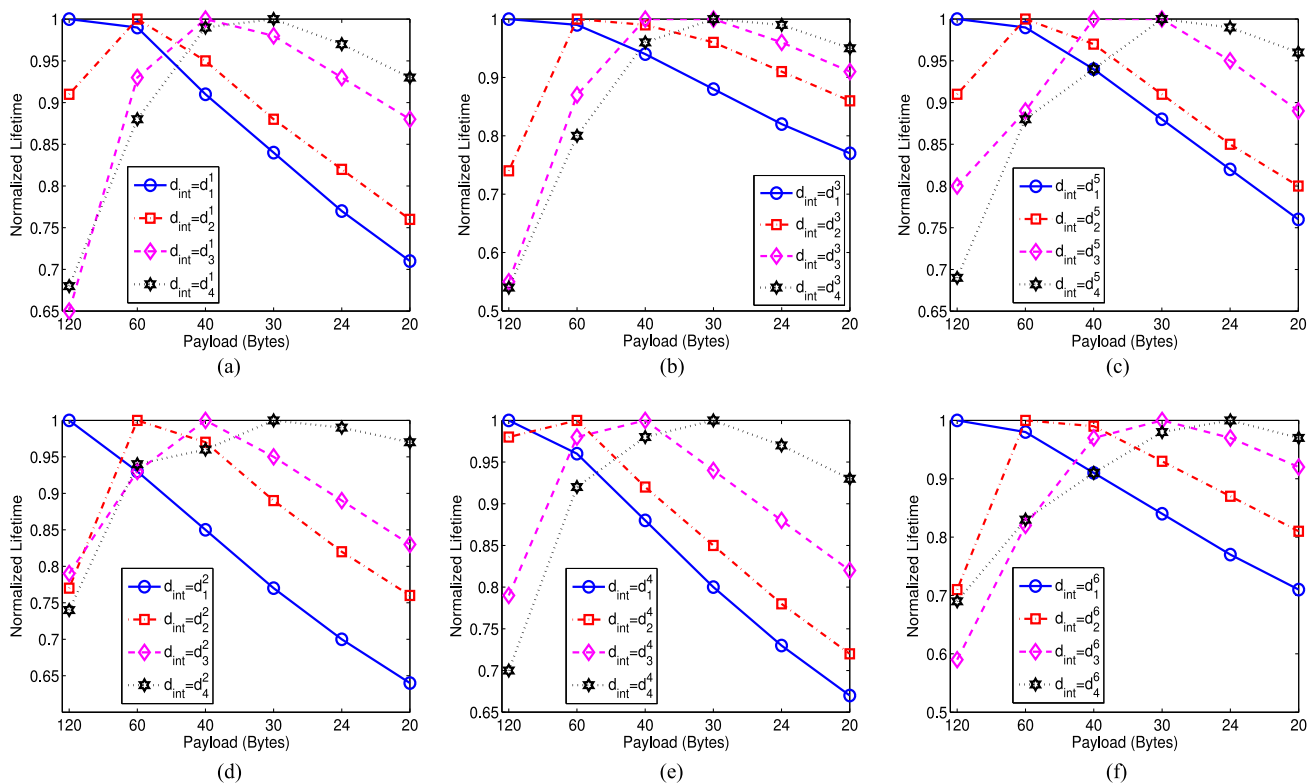 1
0.95
0.9
0.85
0.8
0.75
0.7
0.65
Normalized Lifetime
120 60 40 30 24 20
Payload (Bytes)
d_int=d_1^1
d_int=d_2^1
d_int=d_3^1
d_int=d_4^1
(a)
1
0.9
0.8
0.7
0.6
0.5
Normalized Lifetime
120 60 40 30 24 20
Payload (Bytes)
d_int=d_1^3
d_int=d_2^3
d_int=d_3^3
d_int=d_4^3
(b)
1
0.95
0.9
0.85
0.8
0.75
0.7
0.65
Normalized Lifetime
120 60 40 30 24 20
Payload (Bytes)
d_int=d_1^5
d_int=d_2^5
d_int=d_3^5
d_int=d_4^5
(c)
1
0.95
0.9
0.85
0.8
0.75
0.7
0.65
Normalized Lifetime
120 60 40 30 24 20
Payload (Bytes)
d_int=d_1^2
d_int=d_2^2
d_int=d_3^2
d_int=d_4^2
(d)
1
0.95
0.9
0.85
0.8
0.75
0.7
0.65
Normalized Lifetime
120 60 40 30 24 20
Payload (Bytes)
d_int=d_1^4
d_int=d_2^4
d_int=d_3^4
d_int=d_4^4
(e)
1
0.9
0.8
0.7
0.6
0.5
Normalized Lifetime
120 60 40 30 24 20
Payload (Bytes)
d_int=d_1^6
d_int=d_2^6
d_int=d_3^6
d_int=d_4^6
(f)